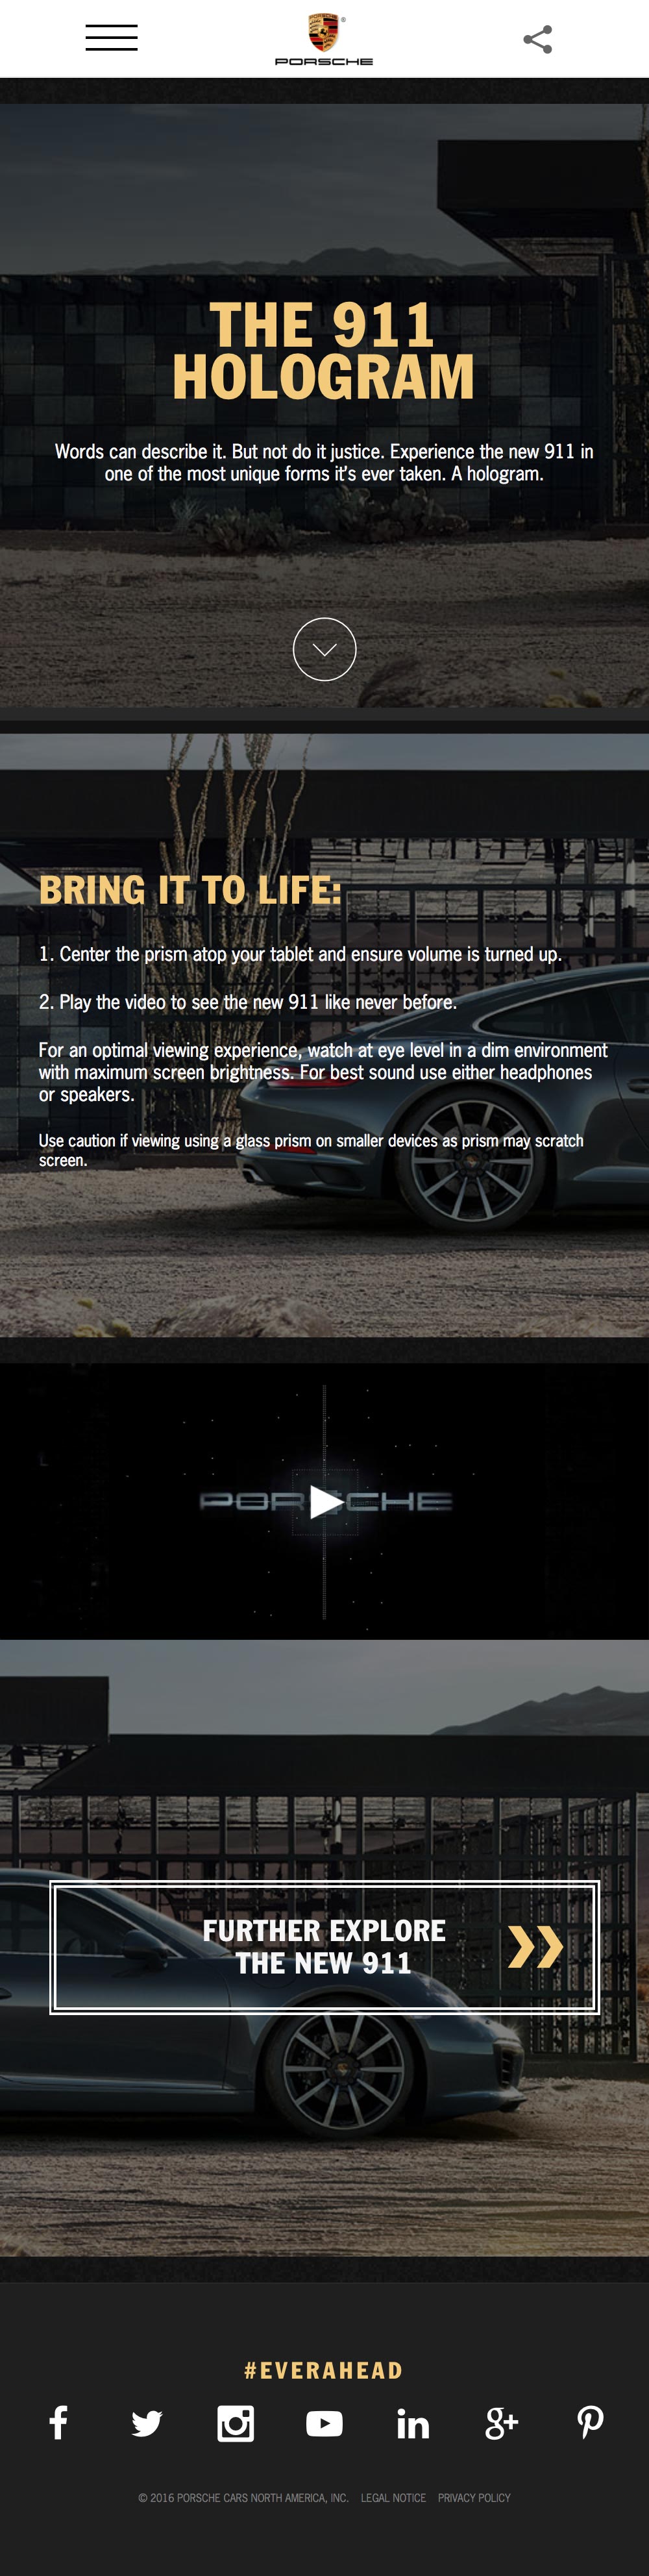 PORSCHE
®
THE 911
HOLOGRAM
Words can describe it. But not do it justice. Experience the new 911 in
one of the most unique forms it's ever taken. A hologram.
BRING IT TO LIFE:
1. Center the prism atop your tablet and ensure volume is turned up.
2. Play the video to see the new 911 like never before.
For an optimal viewing experience, watch at eye level in a dim environment
with maximum screen brightness. For best sound use either headphones
or speakers.
Use caution if viewing using a glass prism on smaller devices as prism may scratch
screen.
PORSCHE
FURTHER EXPLORE
THE NEW 911
#EVERAHEAD
© 2016 PORSCHE CARS NORTH AMERICA, INC. LEGAL NOTICE PRIVACY POLICY